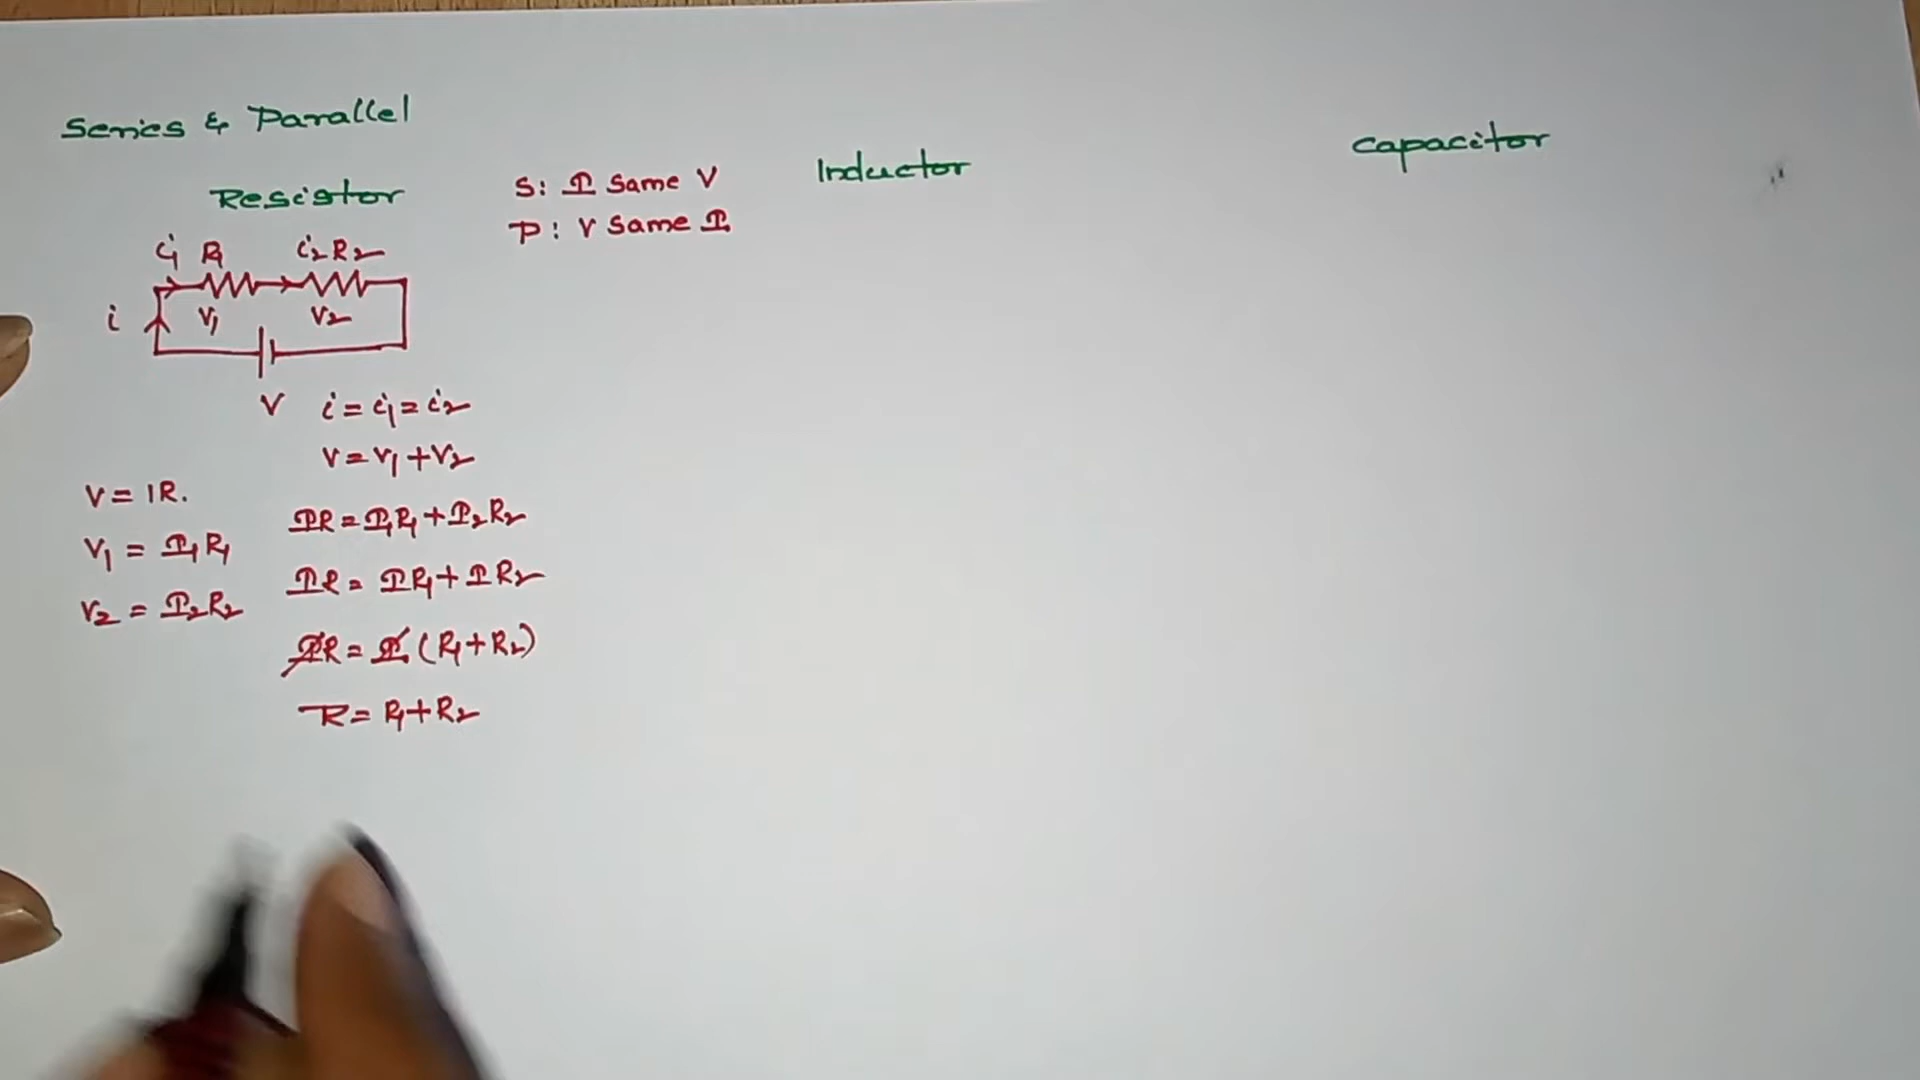 Series & Parallel
Resistor
S: I Same V
P: V Same I
Inductor
Capacitor
i₁ R₁ i₂ R₂
i
V₁ V₂
V
i = i₁ = i₂
V = V₁ + V₂
V = IR.
V₁ = I₁R₁
V₂ = I₂R₂
IR = I₁R₁ + I₂R₂
IR = IR₁ + IR₂
IR = I (R₁ + R₂)
R = R₁ + R₂